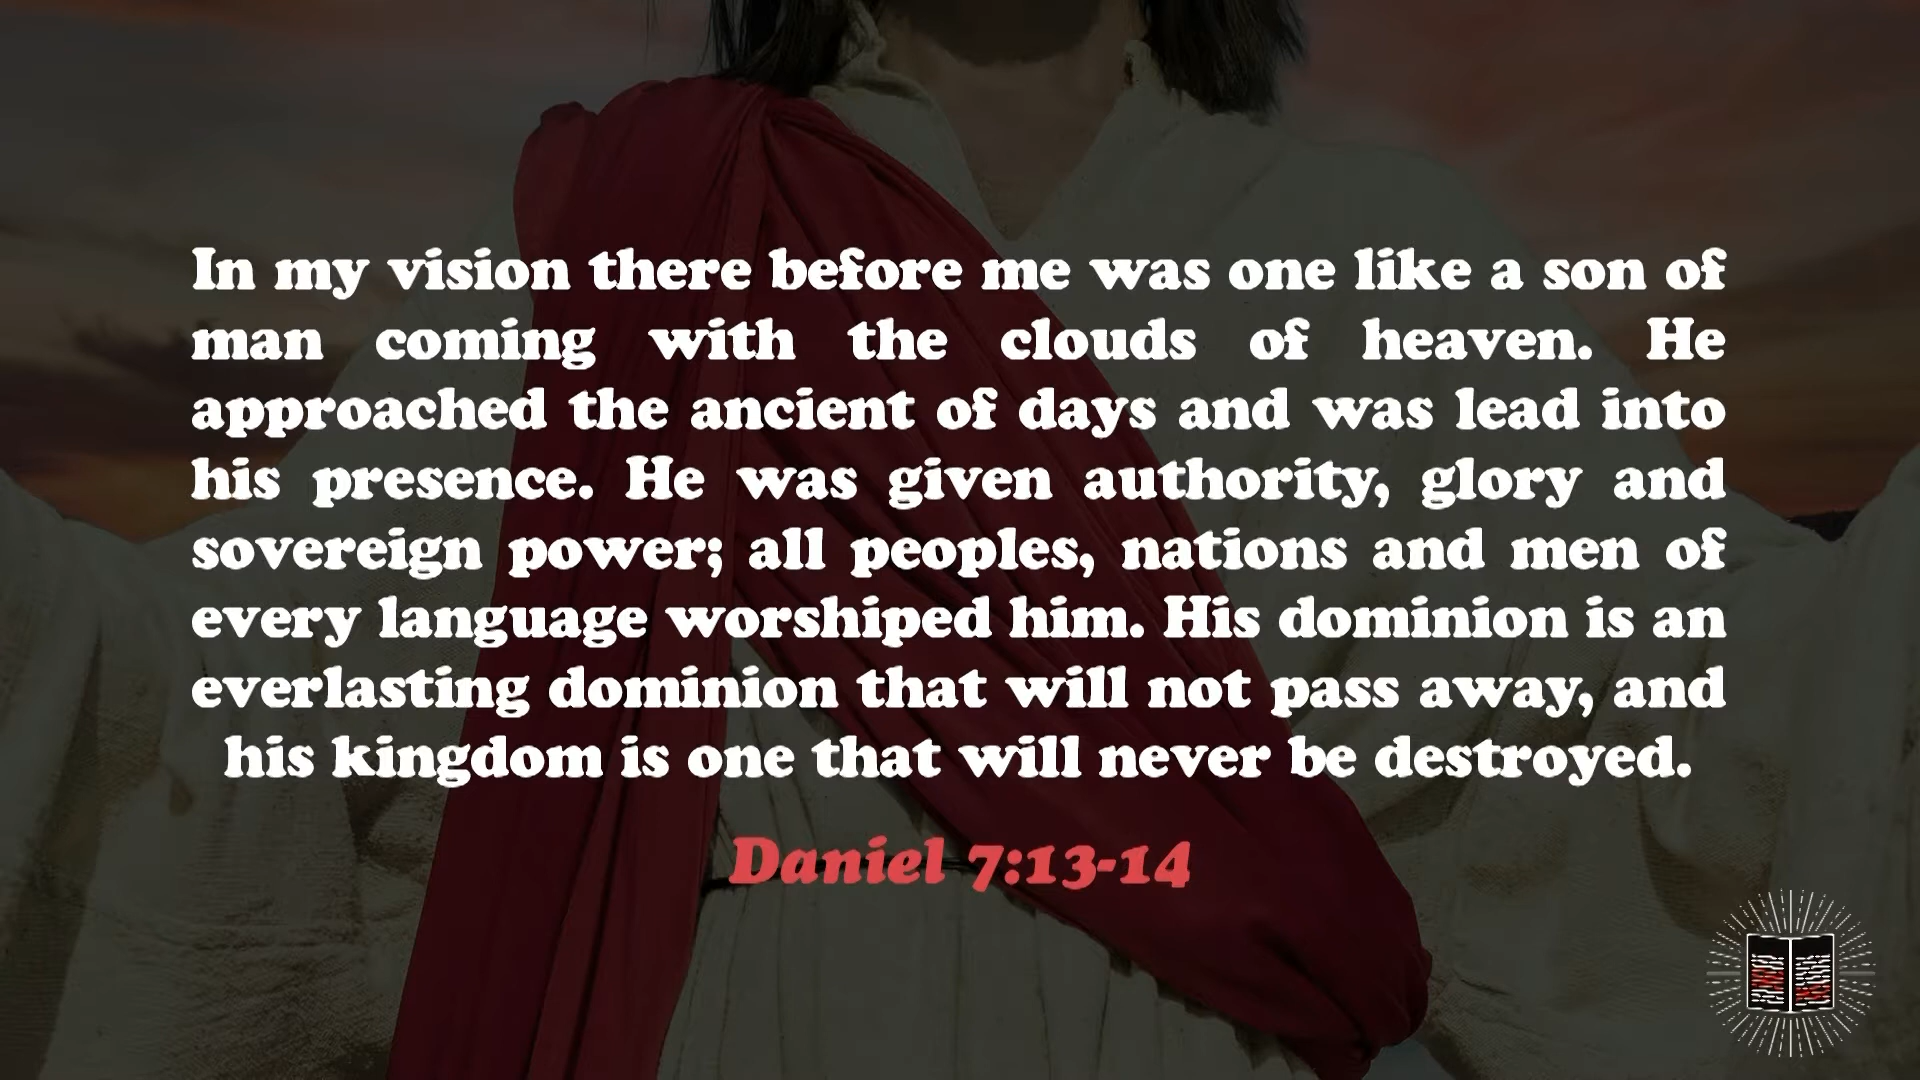 In my vision there before me was one like a son of
man coming with the clouds of heaven. He
approached the ancient of days and was lead into
his presence. He was given authority, glory and
sovereign power; all peoples, nations and men of
every language worshiped him. His dominion is an
everlasting dominion that will not pass away, and
his kingdom is one that will never be destroyed.
Daniel 7:13-14